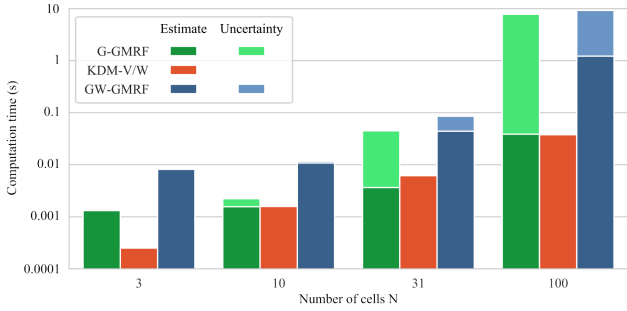 10
1
0.1
0.01
0.001
0.0001
Computation time (s)
Estimate Uncertainty
G-GMRF
KDM-V/W
GW-GMRF
3 10 31 100
Number of cells N